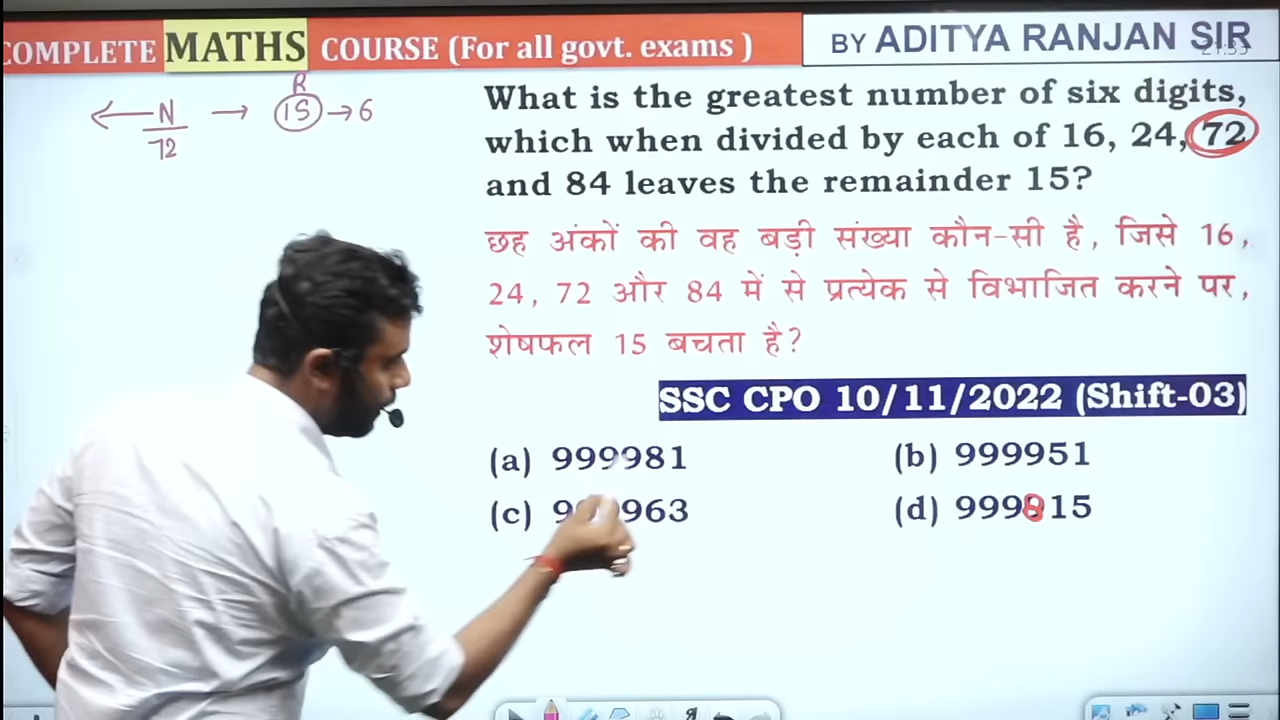 COMPLETE MATHS COURSE (For all govt. exams ) BY ADITYA RANJAN SIR
R
N → 15 → 6
72
What is the greatest number of six digits,
which when divided by each of 16, 24, 72
and 84 leaves the remainder 15?
छह अंकों की वह बड़ी संख्या कौन-सी है, जिसे 16,
24, 72 और 84 में से प्रत्येक से विभाजित करने पर,
शेषफल 15 बचता है?
SSC CPO 10/11/2022 (Shift-03)
(a) 999981 (b) 999951
(c) 999963 (d) 999815